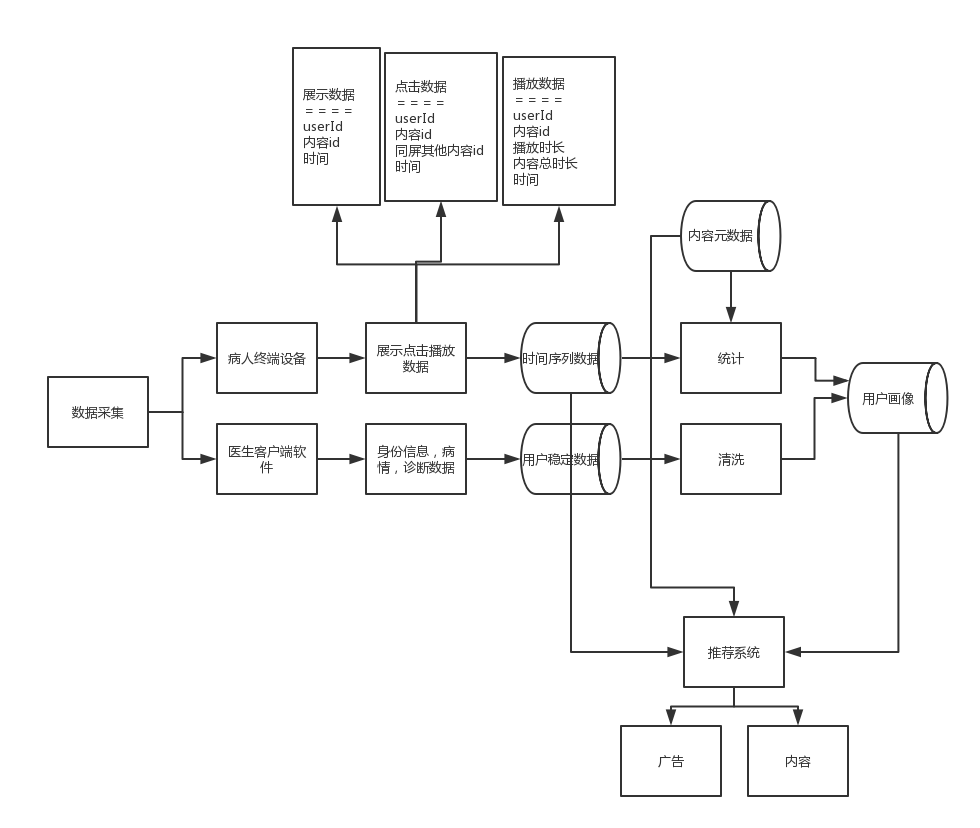 展示数据
====
userId
内容id
时间
点击数据
====
userId
内容id
同屏其他内容id
时间
播放数据
====
userId
内容id
播放时长
内容总时长
时间
内容元数据
病人终端设备
展示点击播放
数据
时间序列数据
统计
数据采集
用户画像
医生客户端软
件
身份信息，病
情，诊断数据
用户稳定数据
清洗
推荐系统
广告
内容